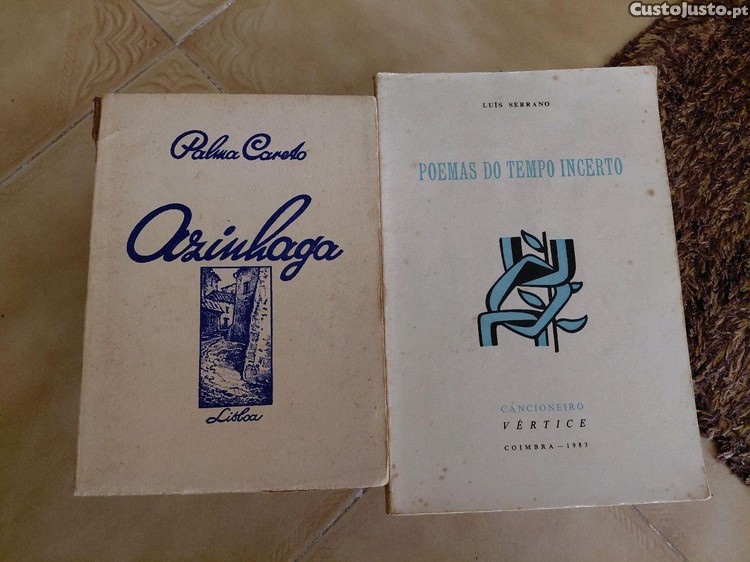 CustoJusto.pt
Palma Careto
Azinhaga
Lisboa
LUÍS SERRANO
POEMAS DO TEMPO INCERTO
CANCIONEIRO
VÉRTICE
COIMBRA — 1983